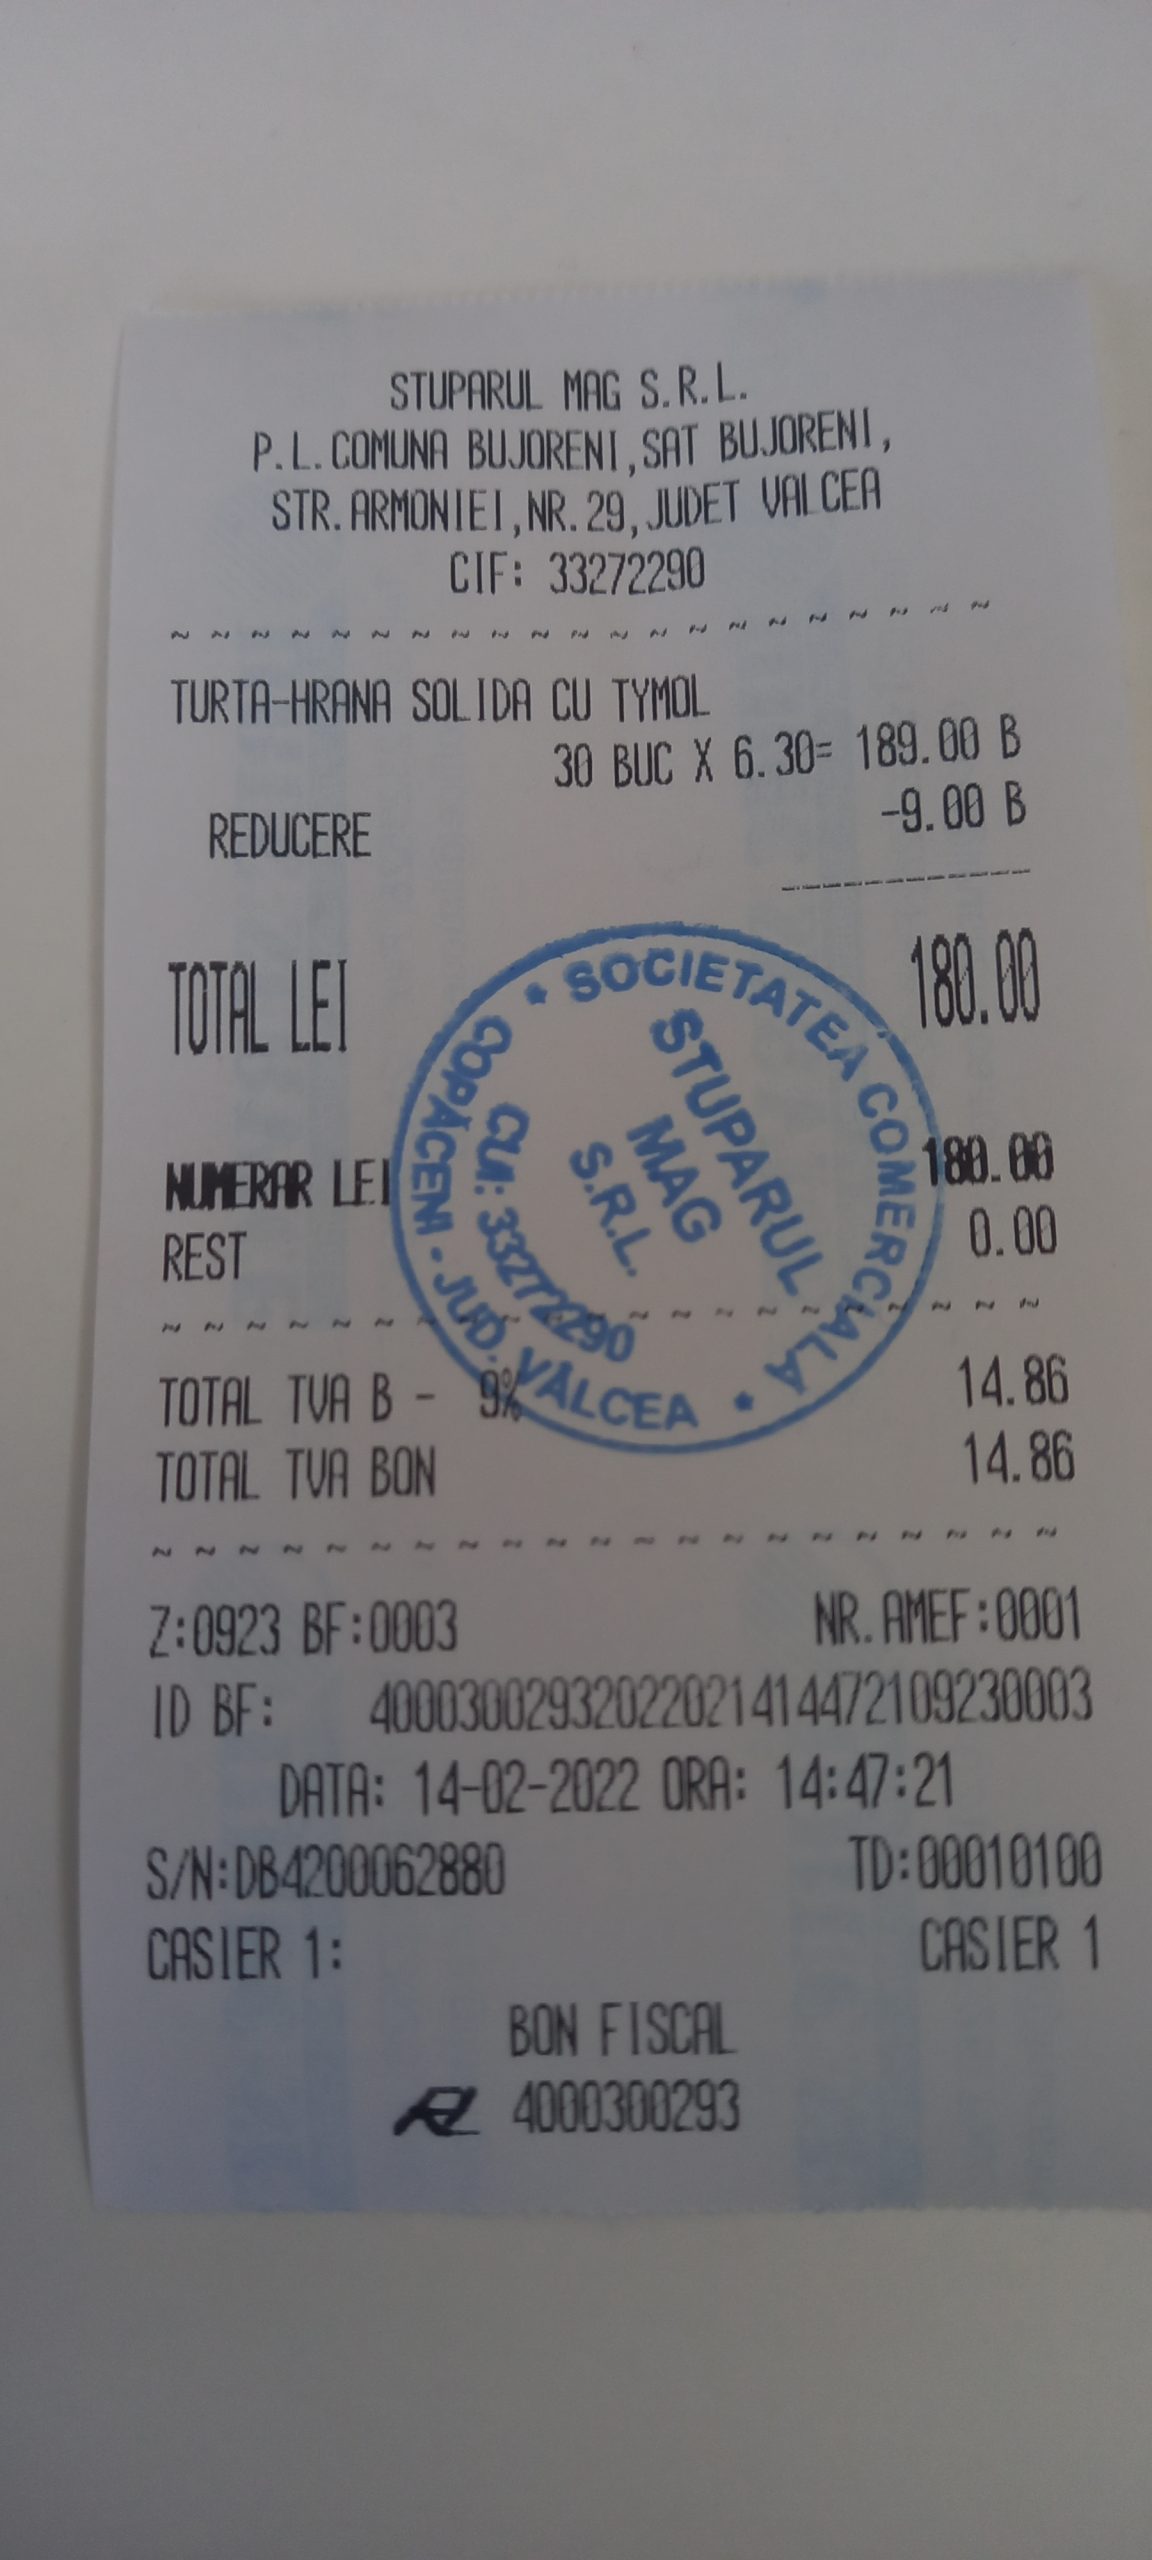 STUPARUL MAG S.R.L.
P.L.COMUNA BUJORENI,SAT BUJORENI,
STR.ARMONIEI,NR.29,JUDET VALCEA
CIF: 33272290
~ ~ ~ ~ ~ ~ ~ ~ ~ ~ ~ ~ ~ ~ ~ ~ ~ ~ ~ ~ ~
TURTA-HRANA SOLIDA CU TYMOL
30 BUC X 6.30= 189.00 B
REDUCERE -9.00 B
------------
TOTAL LEI 180.00
NUMERAR LEI 180.00
REST 0.00
~ ~ ~ ~ ~ ~ ~ ~ ~ ~ ~ ~ ~ ~ ~ ~ ~ ~ ~ ~ ~
TOTAL TVA B - 9% 14.86
TOTAL TVA BON 14.86
~ ~ ~ ~ ~ ~ ~ ~ ~ ~ ~ ~ ~ ~ ~ ~ ~ ~ ~ ~ ~
Z:0923 BF:0003 NR.AMEF:0001
ID BF: 4000300293202202141447210923​0003
DATA: 14-02-2022 ORA: 14:47:21
S/N:DB4200062880 TD:00010100
CASIER 1: CASIER 1
BON FISCAL
4000300293
* SOCIETATEA COMERCIALA *
STUPARUL
MAG
S.R.L.
CUI: 33272290
COPĂCENI - JUD. VÂLCEA